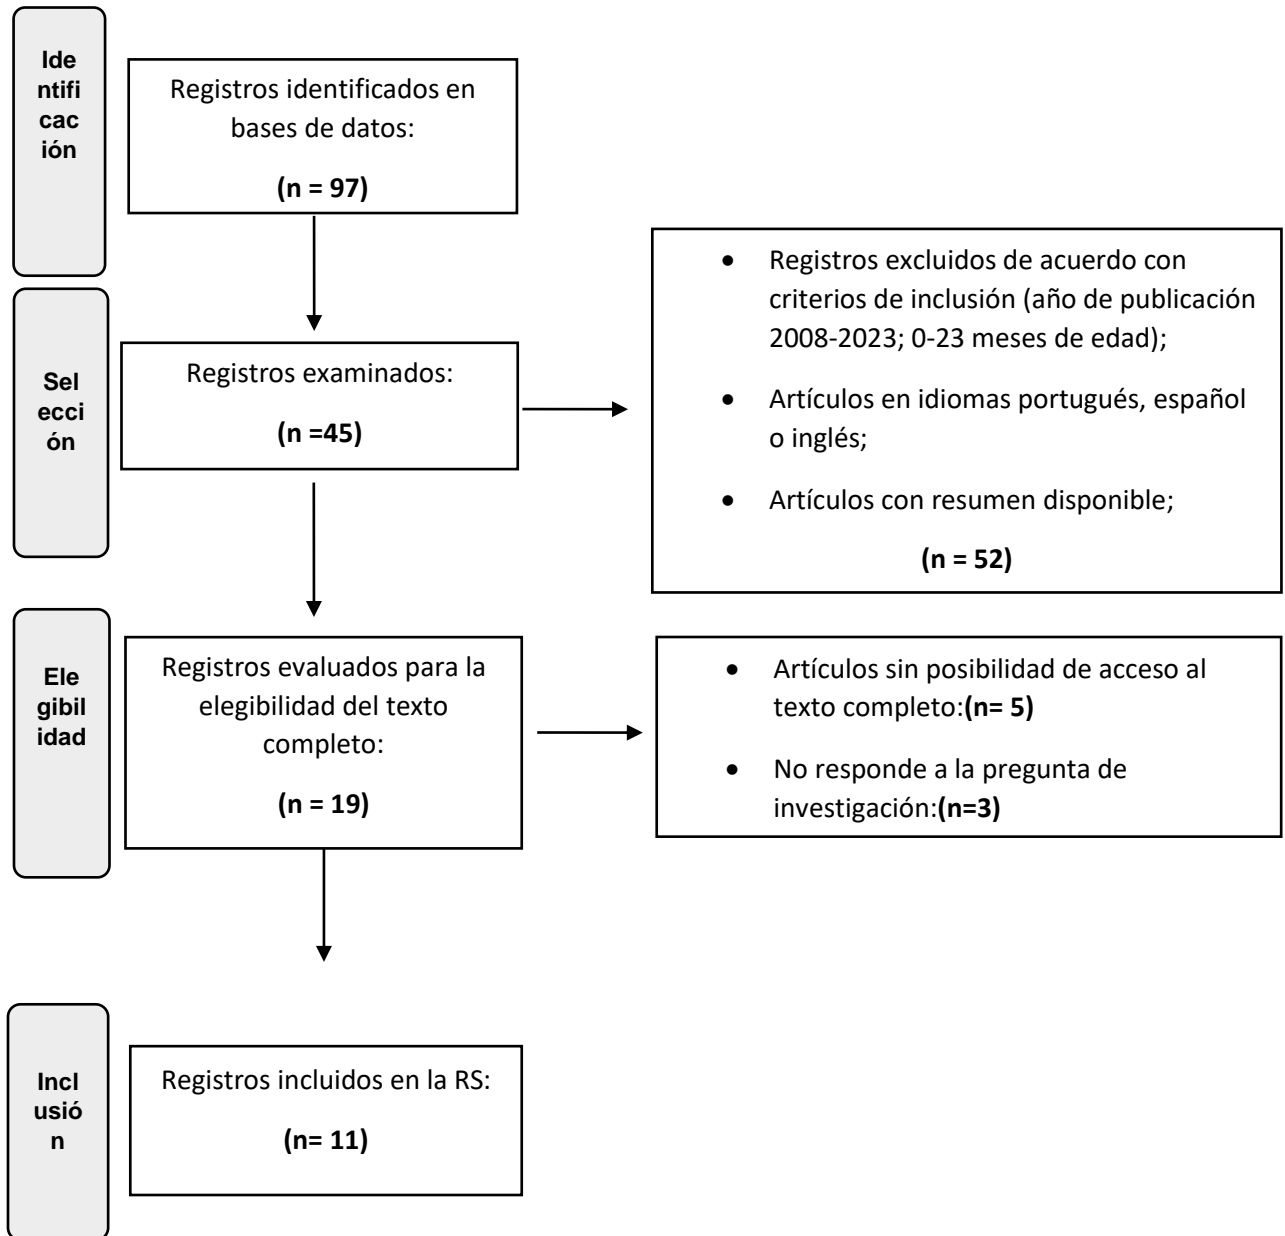 Ide
ntifi
cac
ión
Registros identificados en
bases de datos:
(n = 97)
Sel
ecci
ón
Registros examinados:
(n =45)
• Registros excluidos de acuerdo con
criterios de inclusión (año de publicación
2008-2023; 0-23 meses de edad);
• Artículos en idiomas portugués, español
o inglés;
• Artículos con resumen disponible;
(n = 52)
Ele
gibil
idad
Registros evaluados para la
elegibilidad del texto
completo:
(n = 19)
• Artículos sin posibilidad de acceso al
texto completo:(n= 5)
• No responde a la pregunta de
investigación:(n=3)
Incl
usió
n
Registros incluidos en la RS:
(n= 11)